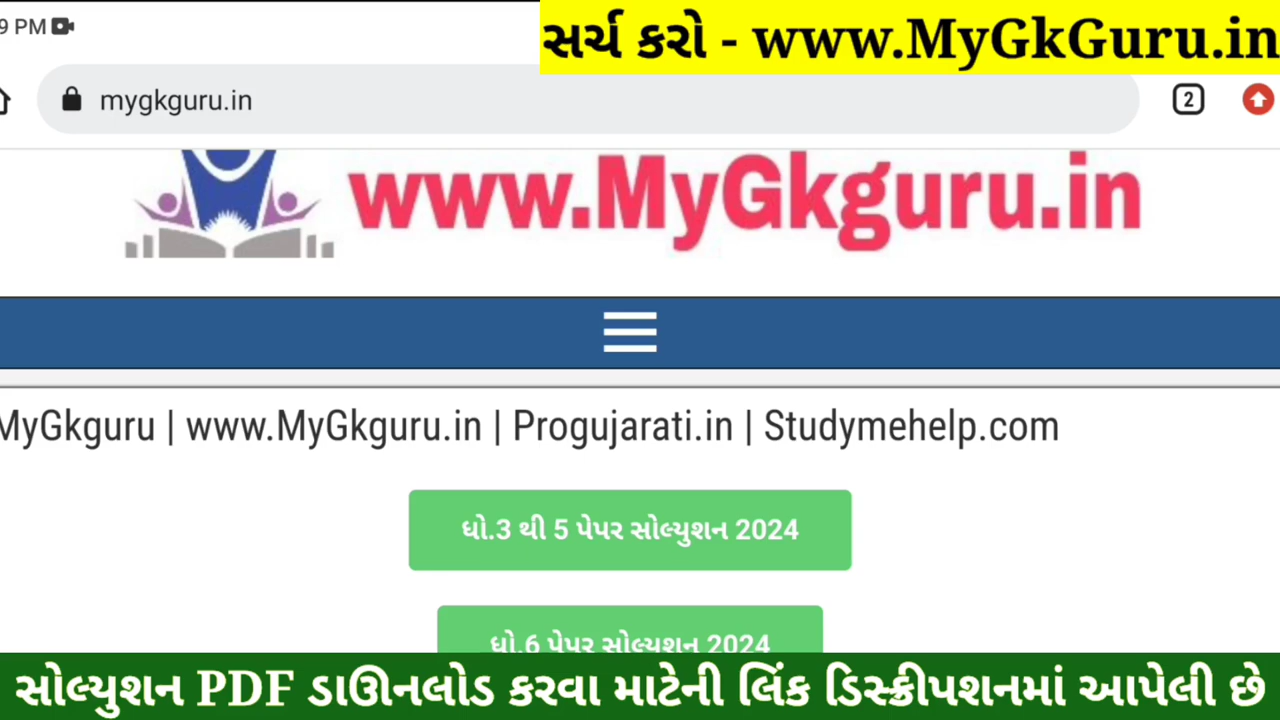 9 PM
સર્ચ કરો - www.MyGkGuru.in
mygkguru.in
2
www.MyGkguru.in
MyGkguru | www.MyGkguru.in | Progujarati.in | Studymehelp.com
ધો.3 થી 5 પેપર સોલ્યુશન 2024
ધો.6 પેપર સોલ્યુશન 2024
સોલ્યુશન PDF ડાઊનલોડ કરવા માટેની લિંક ડિસ્ક્રીપશનમાં આપેલી છે